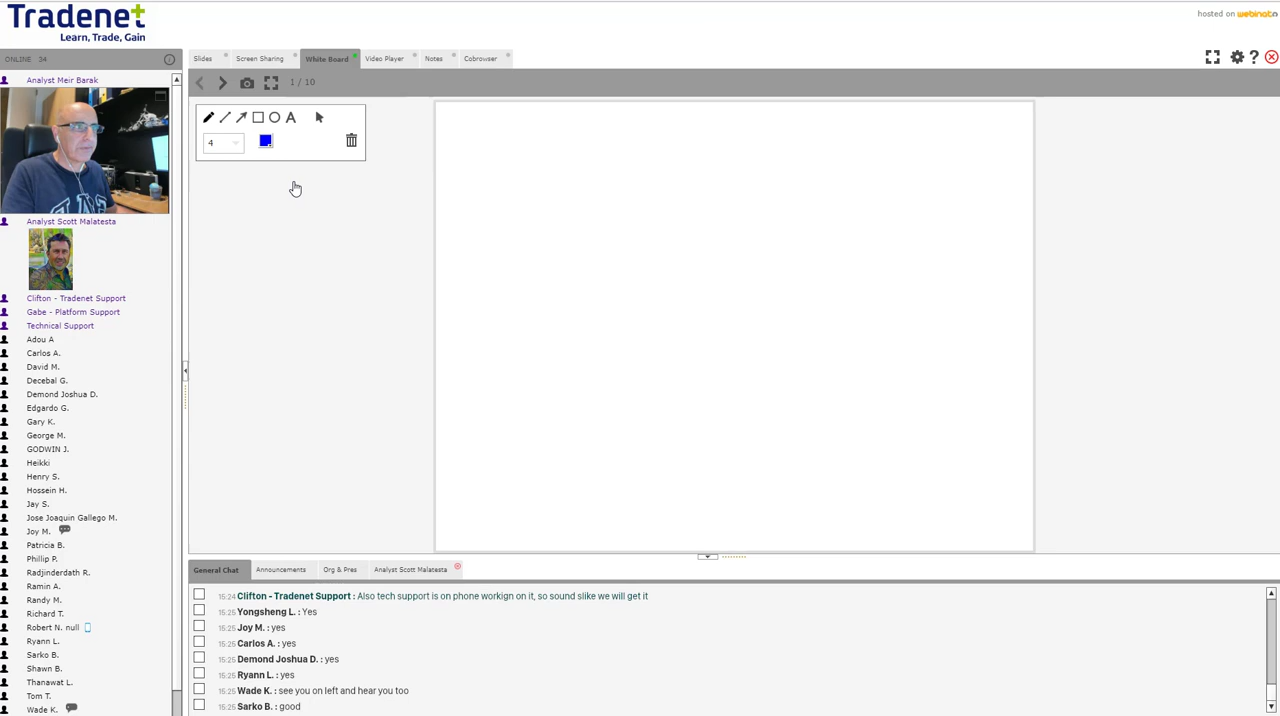 Tradenet
Learn, Trade, Gain
hosted on webinato
ONLINE 34
Slides
Screen Sharing
White Board
Video Player
Notes
Cobrowser
1 / 10
A
4
Analyst Meir Barak
Analyst Scott Malatesta
Clifton - Tradenet Support
Gabe - Platform Support
Technical Support
Adou A
Carlos A.
David M.
Decebal G.
Demond Joshua D.
Edgardo G.
Gary K.
George M.
GODWIN J.
Heikki
Henry S.
Hossein H.
Jay S.
Jose Joaquin Gallego M.
Joy M.
Patricia B.
Phillip P.
Radjinderdath R.
Ramin A.
Randy M.
Richard T.
Robert N. null
Ryann L.
Sarko B.
Shawn B.
Thanawat L.
Tom T.
Wade K.
General Chat
Announcements
Org & Pres
Analyst Scott Malatesta
15:24 Clifton - Tradenet Support : Also tech support is on phone workign on it, so sound slike we will get it
15:25 Yongsheng L. : Yes
15:25 Joy M. : yes
15:25 Carlos A. : yes
15:25 Demond Joshua D. : yes
15:25 Ryann L. : yes
15:25 Wade K. : see you on left and hear you too
15:25 Sarko B. : good